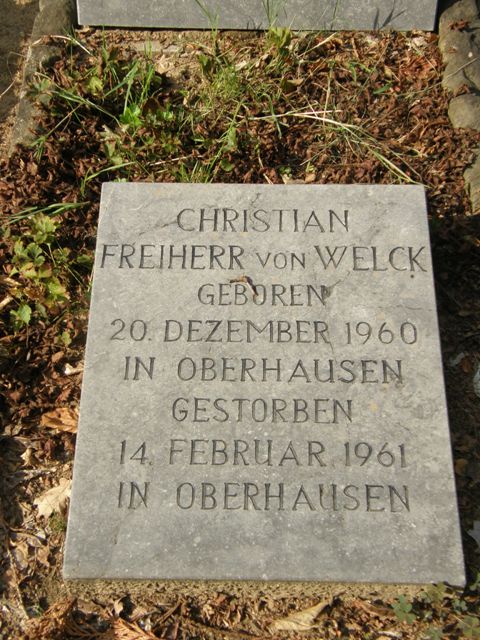 CHRISTIAN
FREIHERR VON WELCK
GEBOREN
20. DEZEMBER 1960
IN OBERHAUSEN
GESTORBEN
14. FEBRUAR 1961
IN OBERHAUSEN